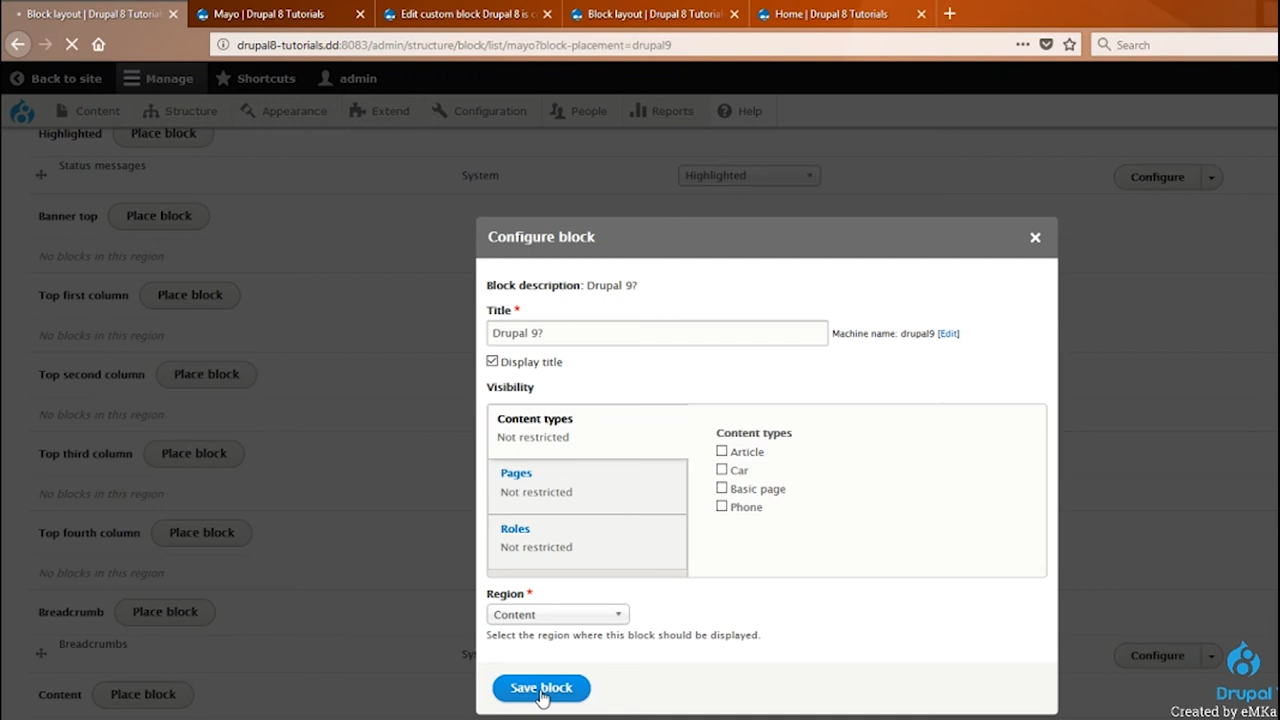 Block layout | Drupal 8 Tutorials
Mayo | Drupal 8 Tutorials
Edit custom block Drupal 8 is c
Block layout | Drupal 8 Tutorial
Home | Drupal 8 Tutorials
drupal8-tutorials.dd:8083/admin/structure/block/list/mayo?block-placement=drupal9
Search
Back to site
Manage
Shortcuts
admin
Content
Structure
Appearance
Extend
Configuration
People
Reports
Help
Highlighted
Place block
Status messages
System
Highlighted
Configure
Banner top
Place block
No blocks in this region
Top first column
Place block
No blocks in this region
Top second column
Place block
No blocks in this region
Top third column
Place block
No blocks in this region
Top fourth column
Place block
No blocks in this region
Breadcrumb
Place block
Breadcrumbs
Sy
Configure
Content
Place block
Configure block
Block description: Drupal 9?
Title *
Drupal 9?
Machine name: drupal9 [Edit]
Display title
Visibility
Content types
Not restricted
Pages
Not restricted
Roles
Not restricted
Content types
Article
Car
Basic page
Phone
Region *
Content
Select the region where this block should be displayed.
Save block
Drupal
Created by eMKa